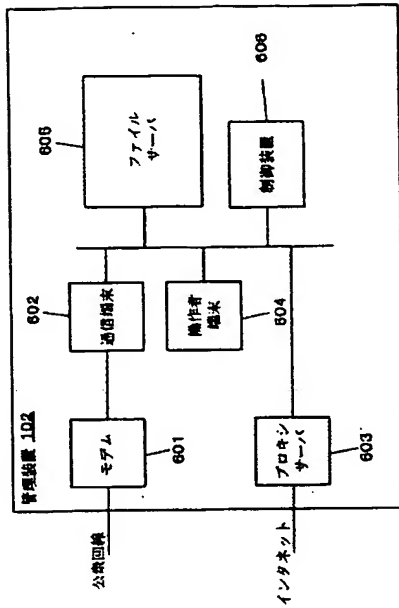 管理装置 102
公衆回線
モデム
601
通信端末
602
操作者
端末
604
ファイル
サーバ
605
制御装置
606
インタネット
プロキシ
サーバ
603